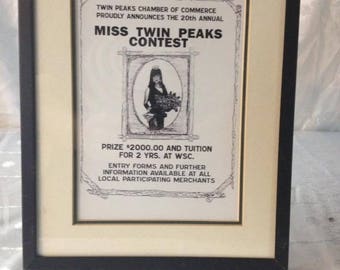 TWIN PEAKS CHAMBER OF COMMERCE
PROUDLY ANNOUNCES THE 20th ANNUAL
MISS TWIN PEAKS
CONTEST
PRIZE $2000.00 AND TUITION
FOR 2 YRS. AT WSC.
ENTRY FORMS AND FURTHER
INFORMATION AVAILABLE AT ALL
LOCAL PARTICIPATING MERCHANTS